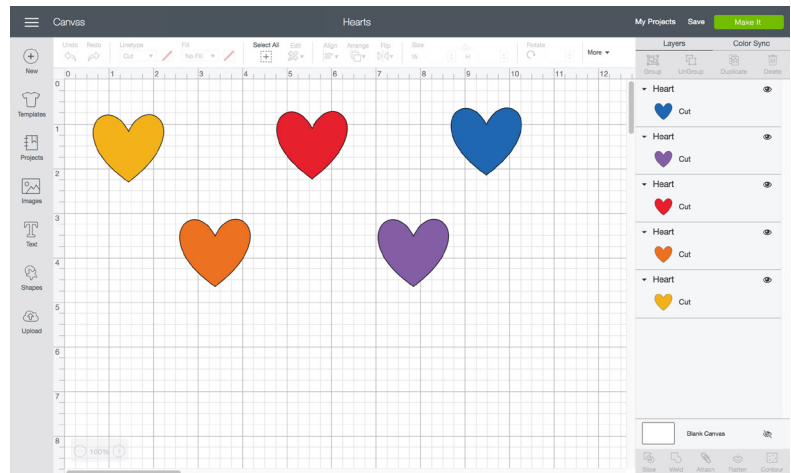 Canvas Hearts My Projects Save Make It
Undo Redo Linetype Fill Select All Edit Align Arrange Flip Size Rotate More
Cut No Fill W H
Layers Color Sync
Group UnGroup Duplicate Delete
New
Templates
Projects
Images
Text
Shapes
Upload
0 1 2 3 4 5 6 7 8 9 10 11 12
0
1
2
3
4
5
6
7
8
100%
Heart
Cut
Heart
Cut
Heart
Cut
Heart
Cut
Heart
Cut
Blank Canvas
Slice Weld Attach Flatten Contour